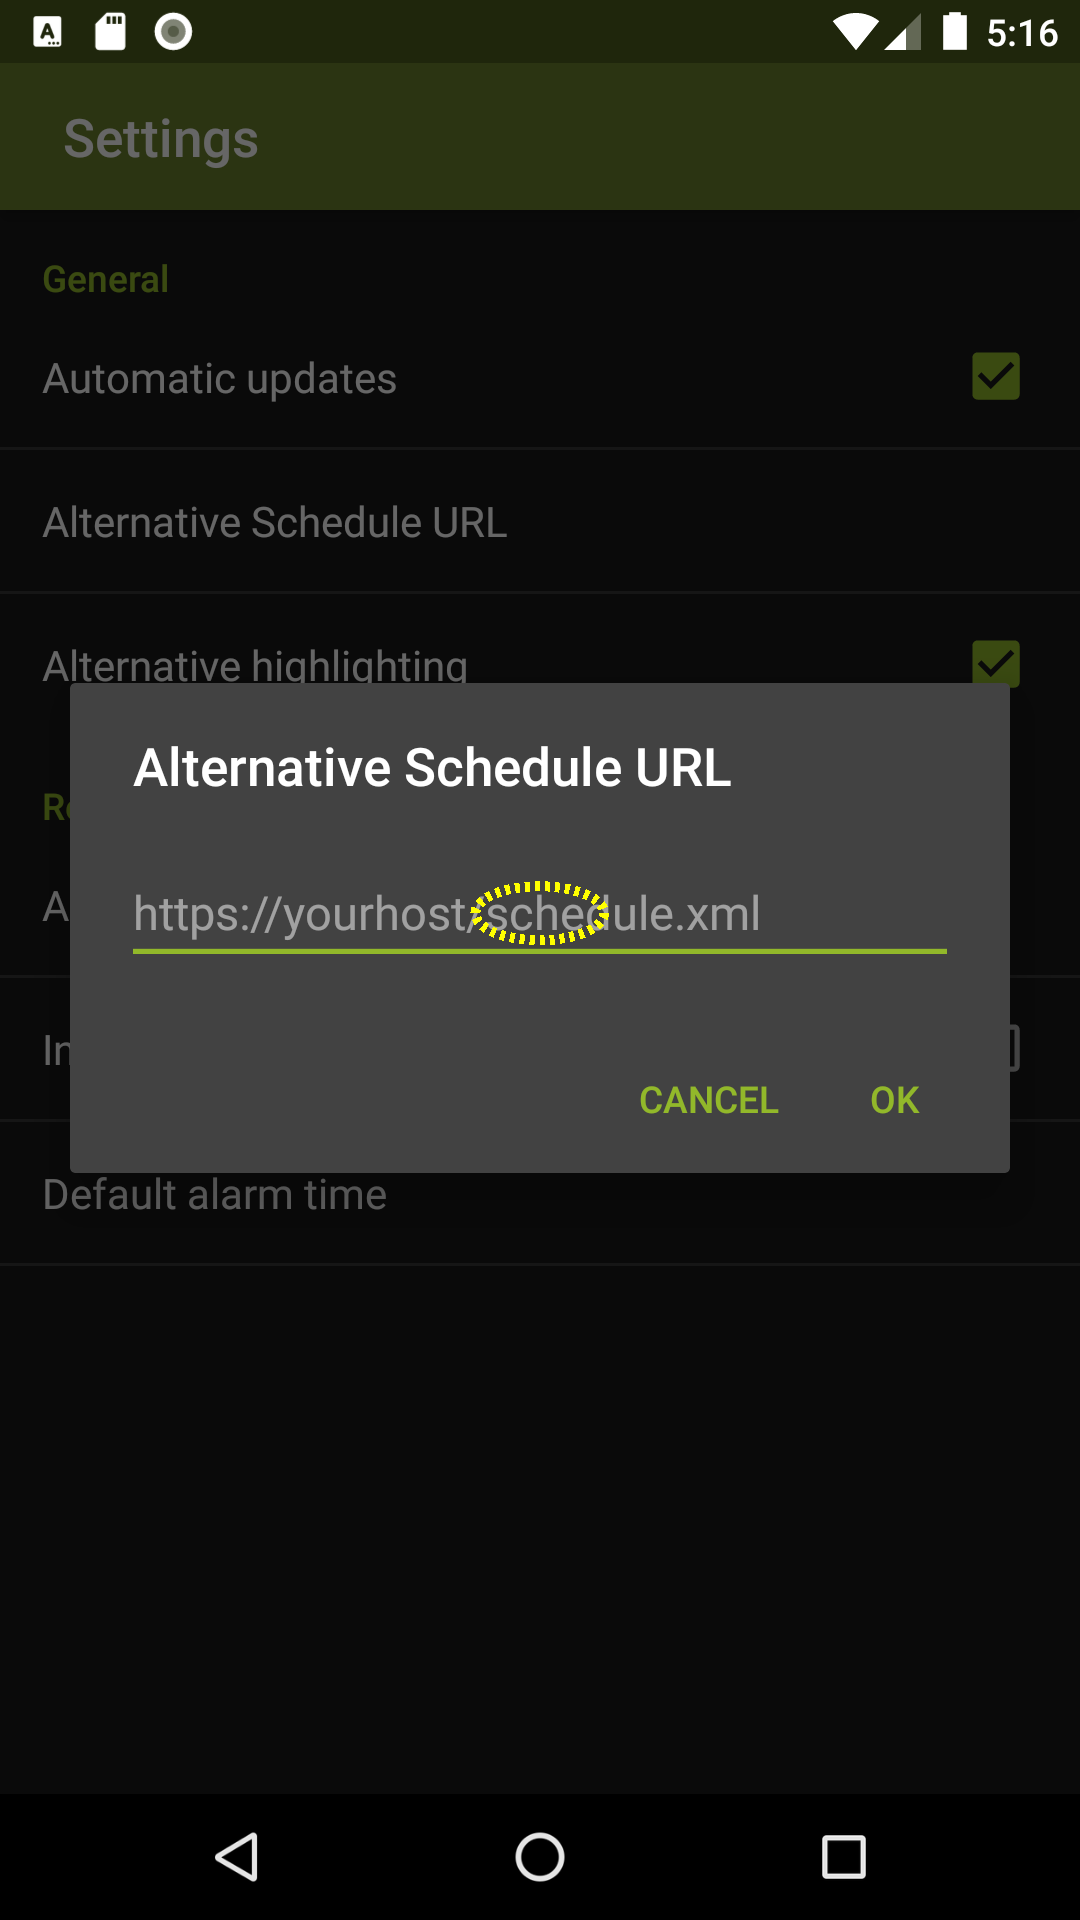 5:16
Settings
General
Automatic updates
Alternative Schedule URL
Alternative highlighting
Alternative Schedule URL
https://yourhost/schedule.xml
CANCEL OK
Default alarm time